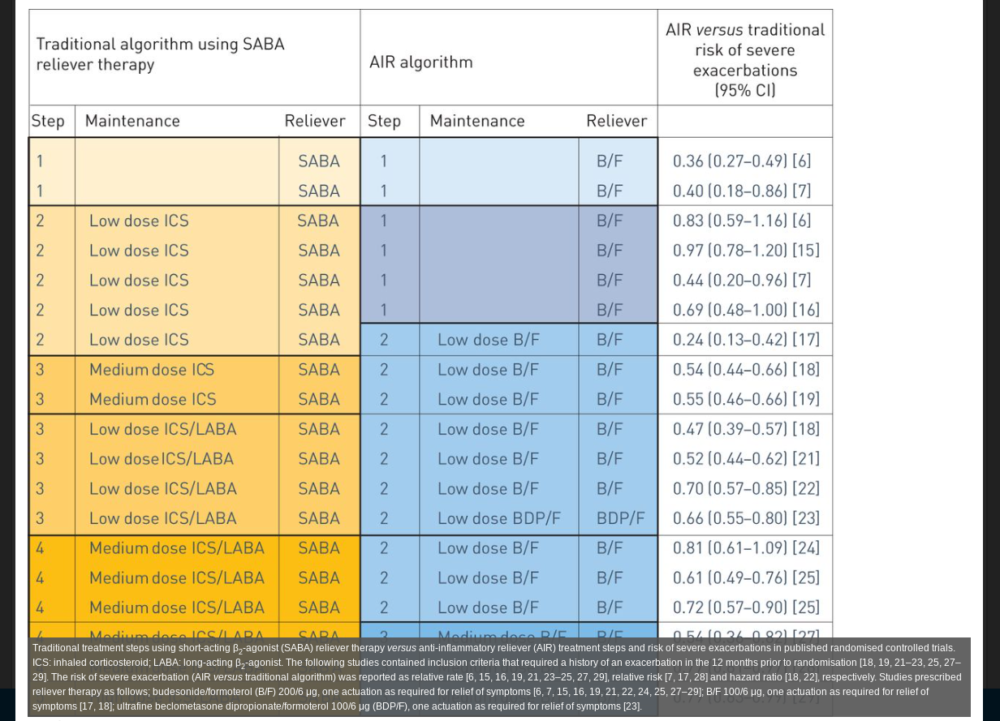 Traditional algorithm using SABA reliever therapy AIR algorithm AIR versus traditional risk of severe exacerbations (95% CI)
Step Maintenance Reliever Step Maintenance Reliever
1 SABA 1 B/F 0.36 (0.27–0.49) [6]
1 SABA 1 B/F 0.40 (0.18–0.86) [7]
2 Low dose ICS SABA 1 B/F 0.83 (0.59–1.16) [6]
2 Low dose ICS SABA 1 B/F 0.97 (0.78–1.20) [15]
2 Low dose ICS SABA 1 B/F 0.44 (0.20–0.96) [7]
2 Low dose ICS SABA 1 B/F 0.69 (0.48–1.00) [16]
2 Low dose ICS SABA 2 Low dose B/F B/F 0.24 (0.13–0.42) [17]
3 Medium dose ICS SABA 2 Low dose B/F B/F 0.54 (0.44–0.66) [18]
3 Medium dose ICS SABA 2 Low dose B/F B/F 0.55 (0.46–0.66) [19]
3 Low dose ICS/LABA SABA 2 Low dose B/F B/F 0.47 (0.39–0.57) [18]
3 Low dose ICS/LABA SABA 2 Low dose B/F B/F 0.52 (0.44–0.62) [21]
3 Low dose ICS/LABA SABA 2 Low dose B/F B/F 0.70 (0.57–0.85) [22]
3 Low dose ICS/LABA SABA 2 Low dose BDP/F BDP/F 0.66 (0.55–0.80) [23]
4 Medium dose ICS/LABA SABA 2 Low dose B/F B/F 0.81 (0.61–1.09) [24]
4 Medium dose ICS/LABA SABA 2 Low dose B/F B/F 0.61 (0.49–0.76) [25]
4 Medium dose ICS/LABA SABA 2 Low dose B/F B/F 0.72 (0.57–0.90) [25]
4 Medium dose ICS/LABA SABA 3 Medium dose B/F B/F 0.54 (0.36–0.82) [27]
Traditional treatment steps using short-acting β2-agonist (SABA) reliever therapy versus anti-inflammatory reliever (AIR) treatment steps and risk of severe exacerbations in published randomised controlled trials.
ICS: inhaled corticosteroid; LABA: long-acting β2-agonist. The following studies contained inclusion criteria that required a history of an exacerbation in the 12 months prior to randomisation [18, 19, 21–23, 25, 27–
29]. The risk of severe exacerbation (AIR versus traditional algorithm) was reported as relative rate [6, 15, 16, 19, 21, 23–25, 27, 29], relative risk [7, 17, 28] and hazard ratio [18, 22], respectively. Studies prescribed
reliever therapy as follows; budesonide/formoterol (B/F) 200/6 μg, one actuation as required for relief of symptoms [6, 7, 15, 16, 19, 21, 22, 24, 25, 27–29]; B/F 100/6 μg, one actuation as required for relief of
symptoms [17, 18]; ultrafine beclometasone dipropionate/formoterol 100/6 μg (BDP/F), one actuation as required for relief of symptoms [23].